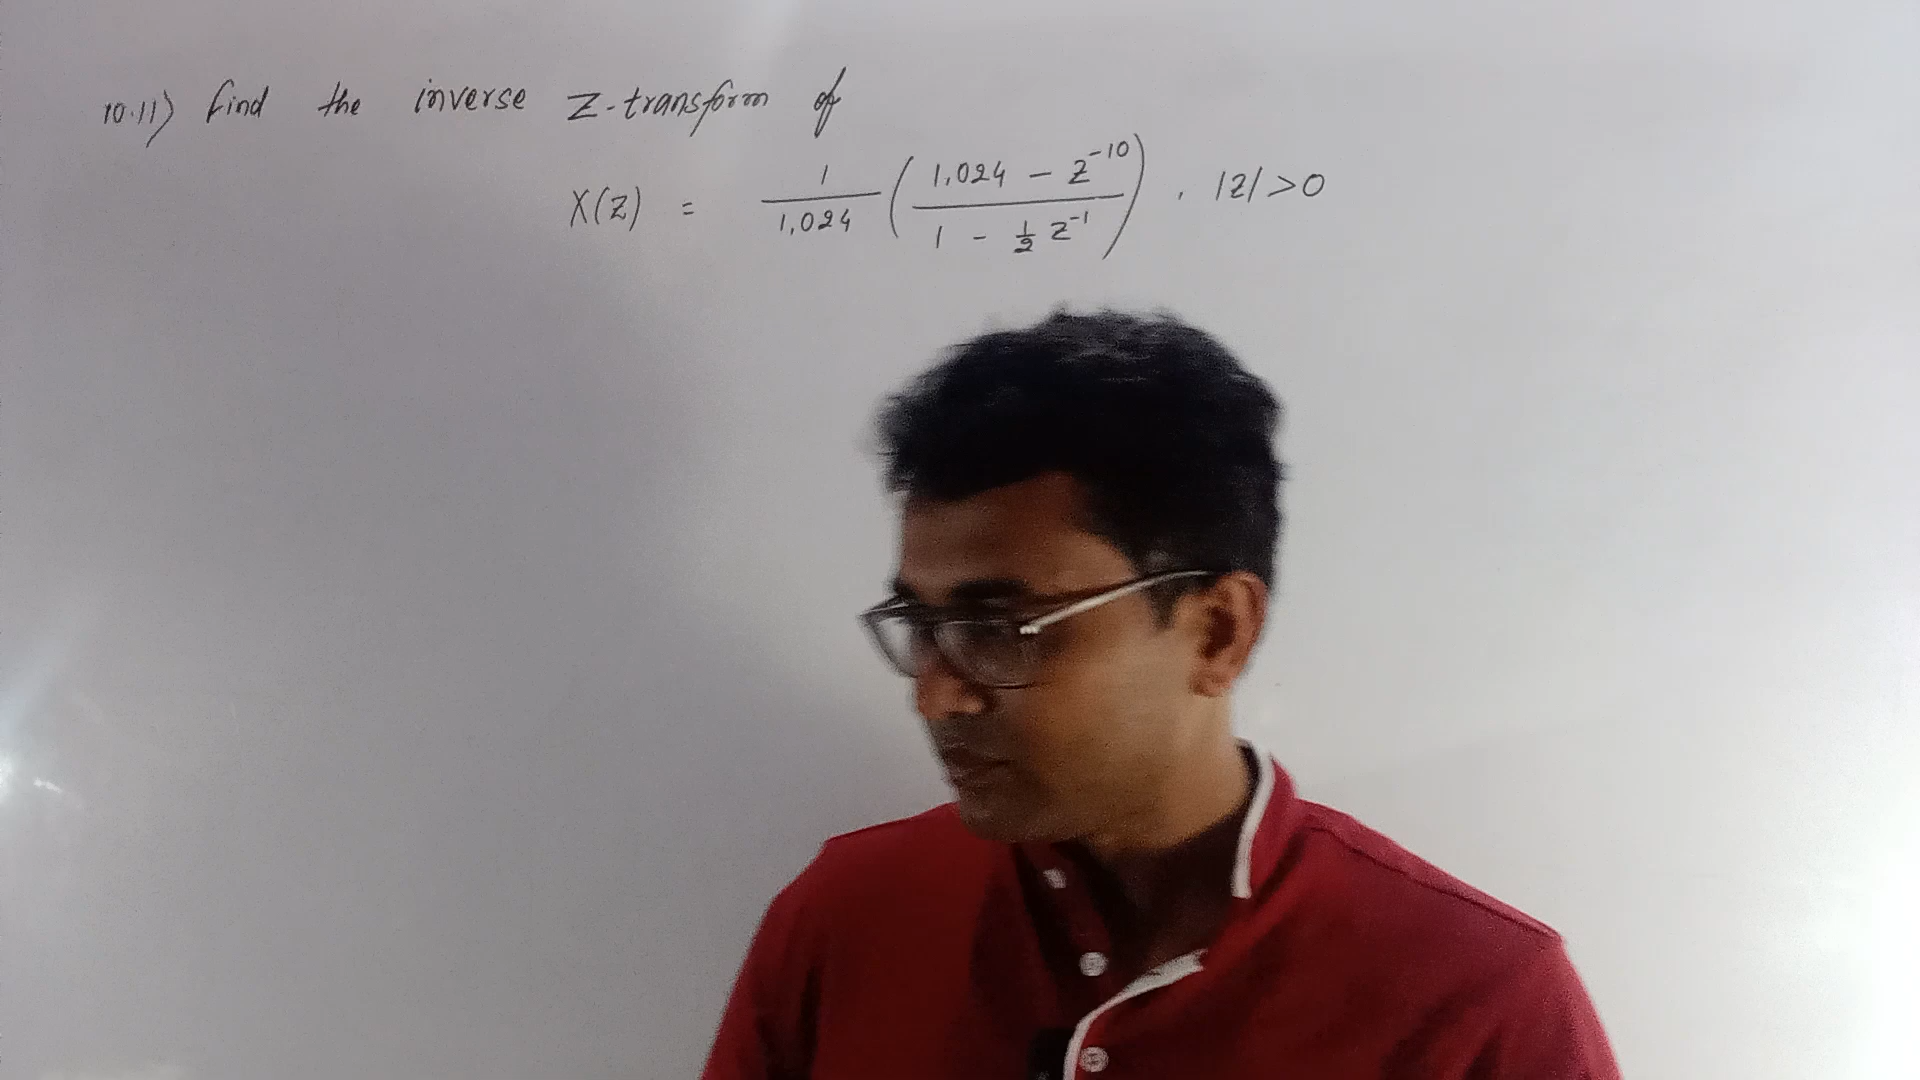 10.11) Find the inverse Z-transform of
X(Z) = 1/1,024 ( (1,024 - Z^-10) / (1 - 1/2 Z^-1) ), |Z|>0